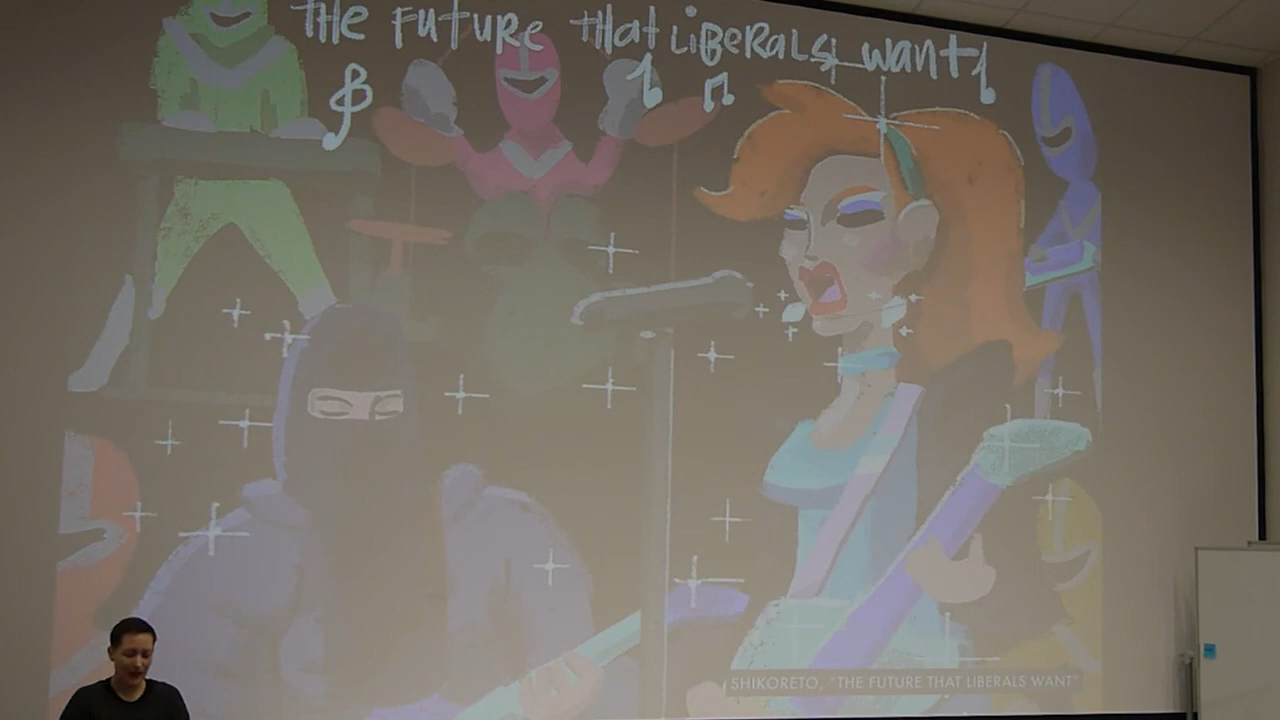 the future that LiBeRaLs want
SHIKORETO, "THE FUTURE THAT LIBERALS WANT"